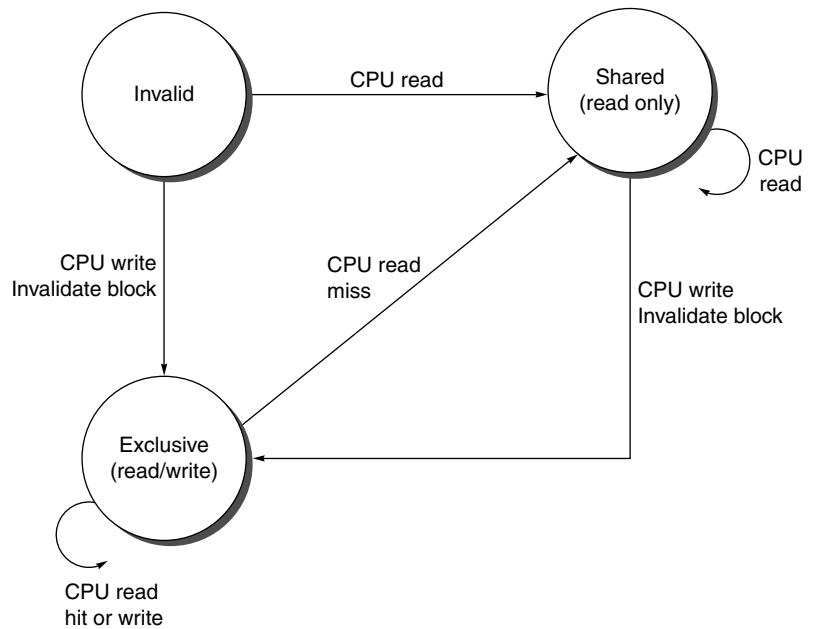 Invalid
CPU read
Shared
(read only)
CPU
read
CPU write
Invalidate block
CPU read
miss
CPU write
Invalidate block
Exclusive
(read/write)
CPU read
hit or write